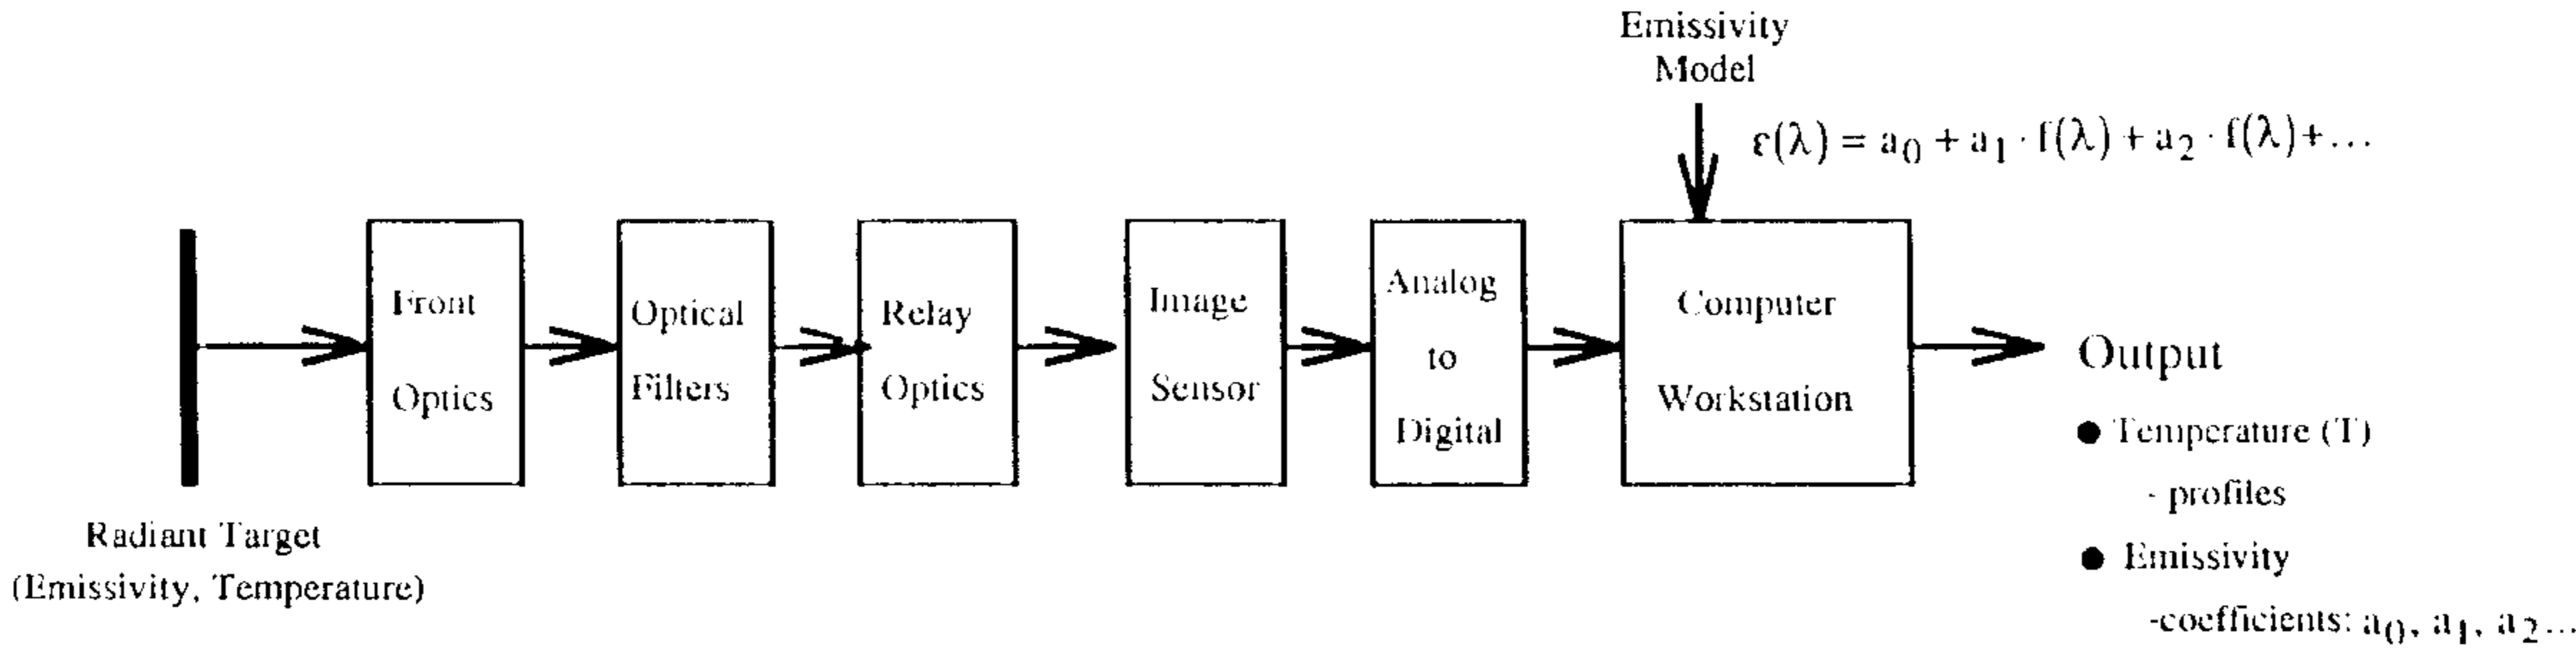 Emissivity
Model
ε(λ) = a0 + a1 · f(λ) + a2 · f(λ)+...
Front
Optics
Optical
Filters
Relay
Optics
Image
Sensor
Analog
to
Digital
Computer
Workstation
Output
● Temperature (T)
- profiles
● Emissivity
-coefficients: a0, a1, a2...
Radiant Target
(Emissivity, Temperature)